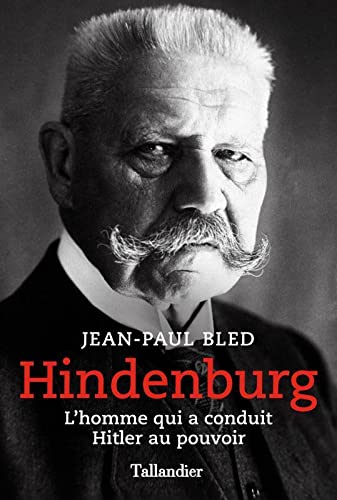 JEAN-PAUL BLED
Hindenburg
L'homme qui a conduit
Hitler au pouvoir
Tallandier